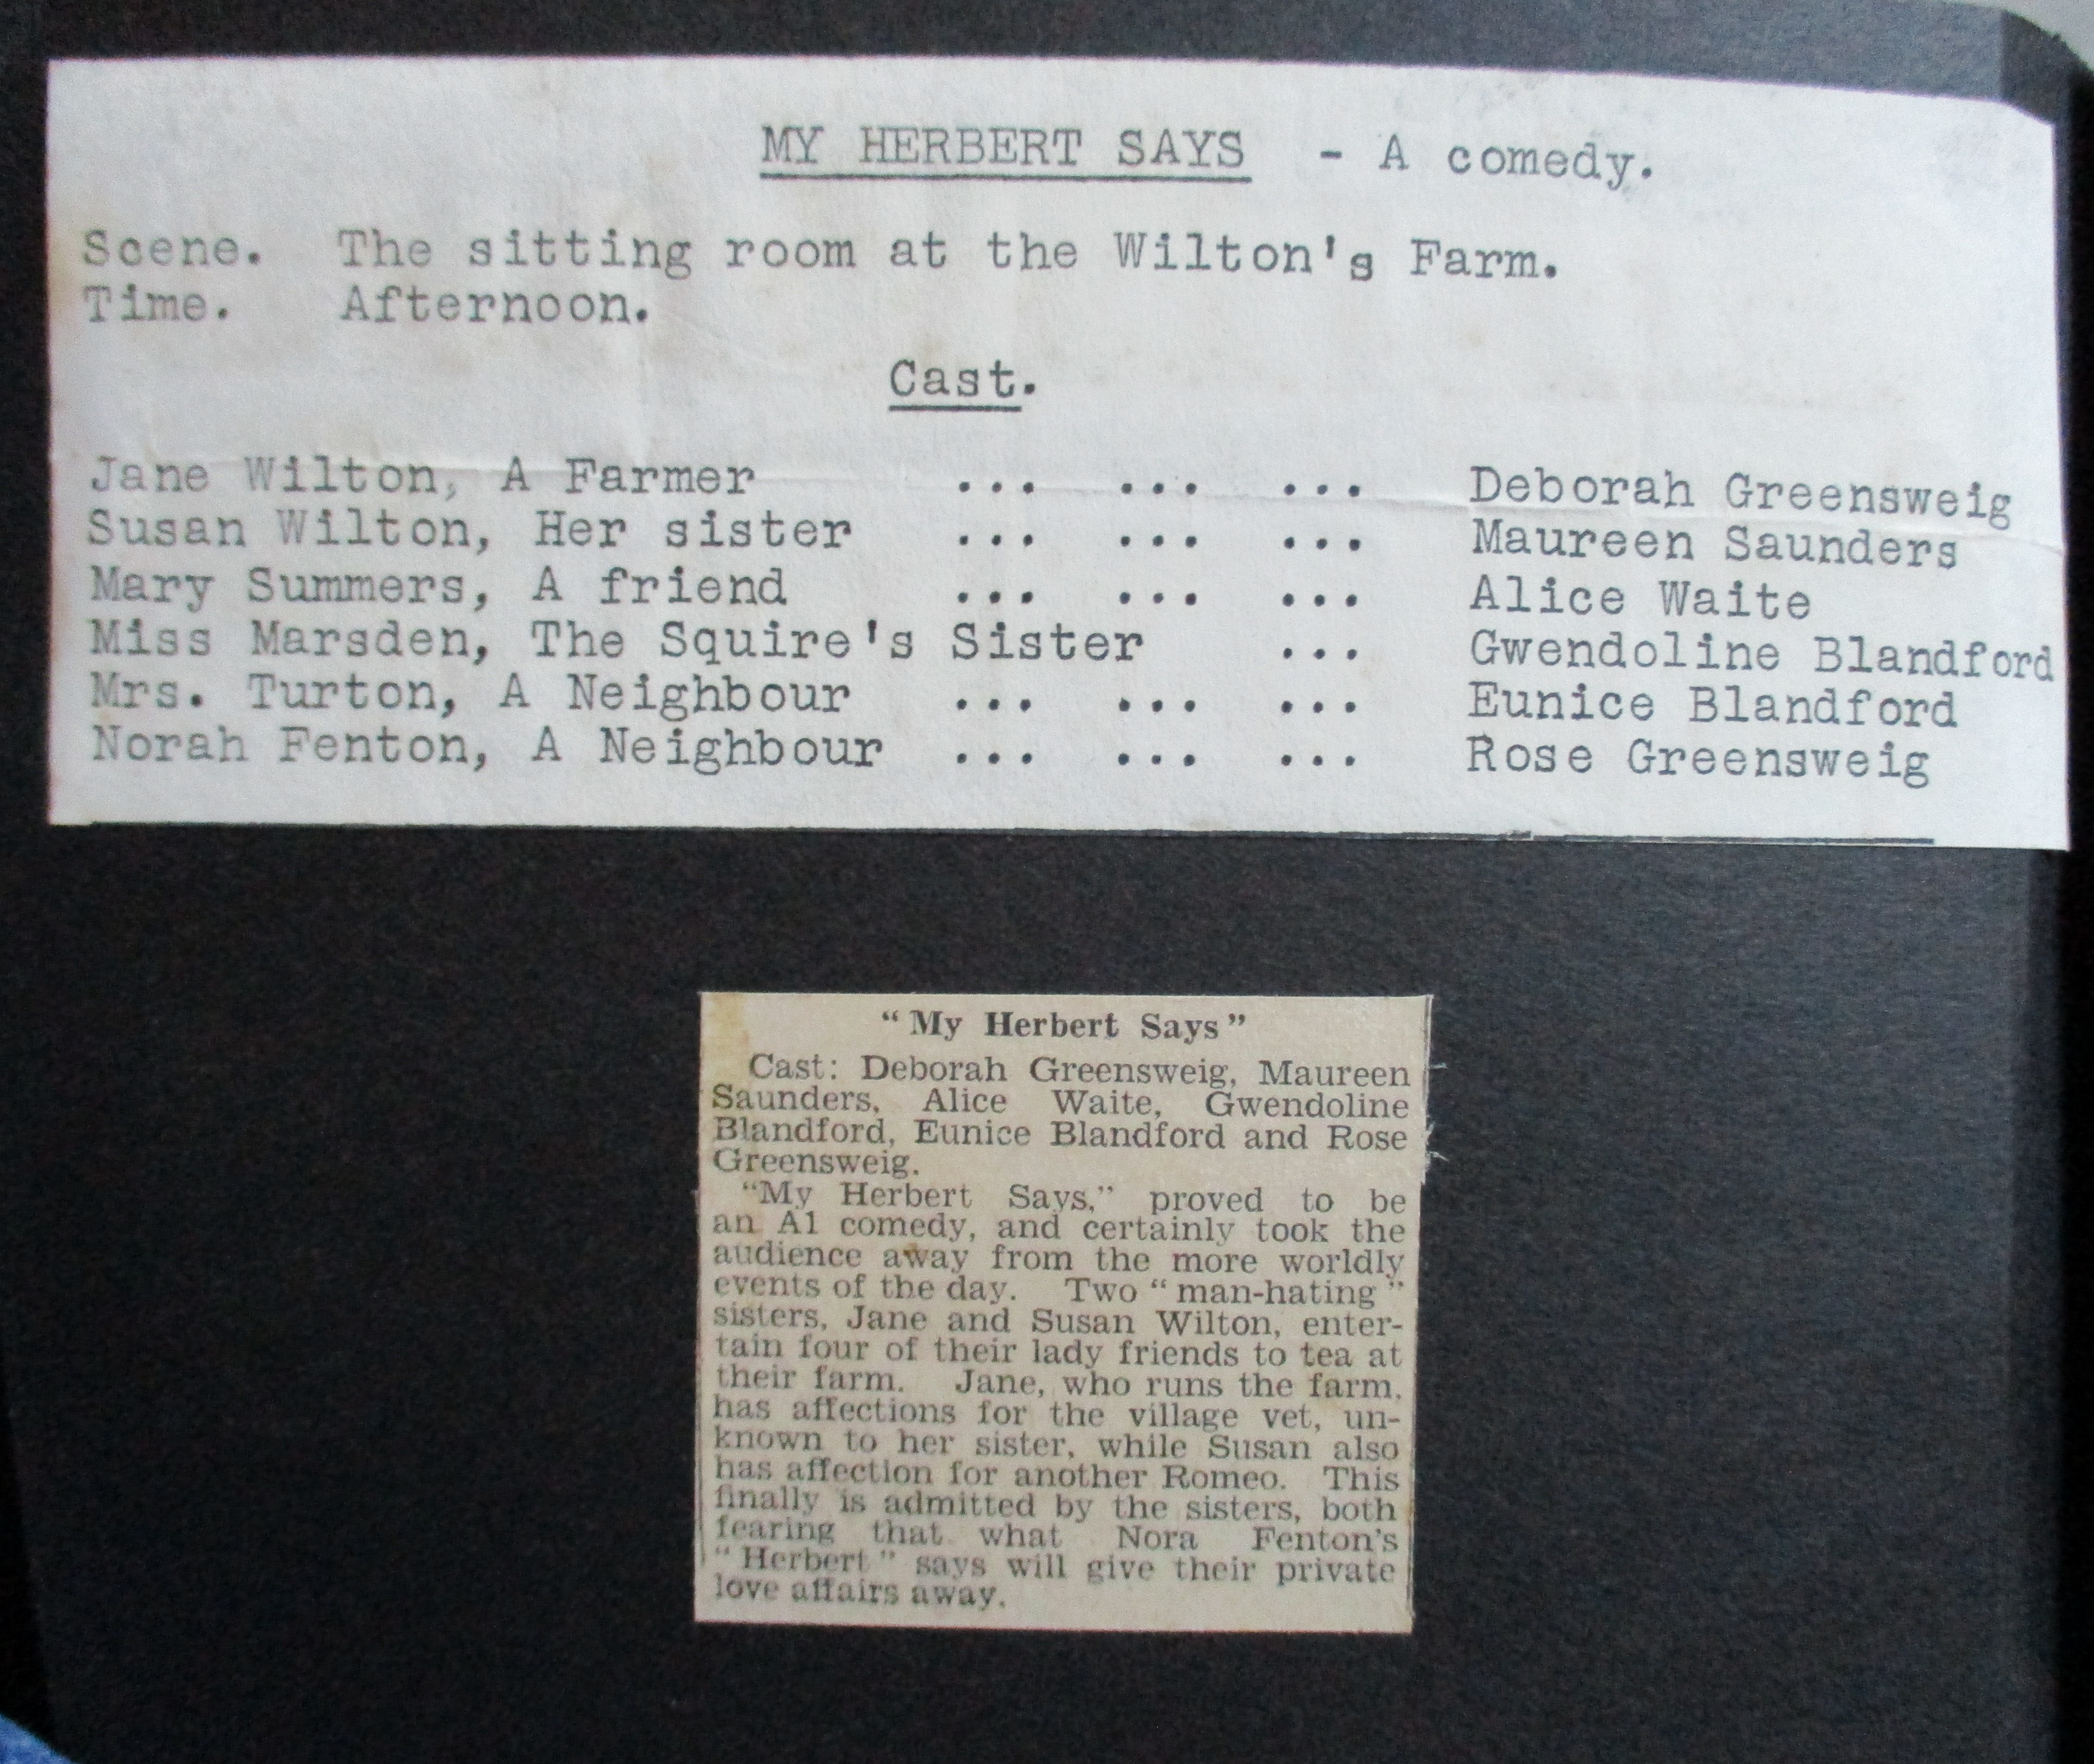 MY HERBERT SAYS - A comedy.
Scene. The sitting room at the Wilton's Farm.
Time. Afternoon.
Cast.
Jane Wilton, A Farmer ... ... ... Deborah Greensweig
Susan Wilton, Her sister ... ... ... Maureen Saunders
Mary Summers, A friend ... ... ... Alice Waite
Miss Marsden, The Squire's Sister ... Gwendoline Blandford
Mrs. Turton, A Neighbour ... ... ... Eunice Blandford
Norah Fenton, A Neighbour ... ... ... Rose Greensweig
“My Herbert Says”
Cast: Deborah Greensweig, Maureen
Saunders, Alice Waite, Gwendoline
Blandford, Eunice Blandford and Rose
Greensweig.
“My Herbert Says,” proved to be
an A1 comedy, and certainly took the
audience away from the more worldly
events of the day. Two “man-hating”
sisters, Jane and Susan Wilton, enter-
tain four of their lady friends to tea at
their farm. Jane, who runs the farm,
has affections for the village vet, un-
known to her sister, while Susan also
has affection for another Romeo. This
finally is admitted by the sisters, both
fearing that what Nora Fenton's
“Herbert” says will give their private
love affairs away.